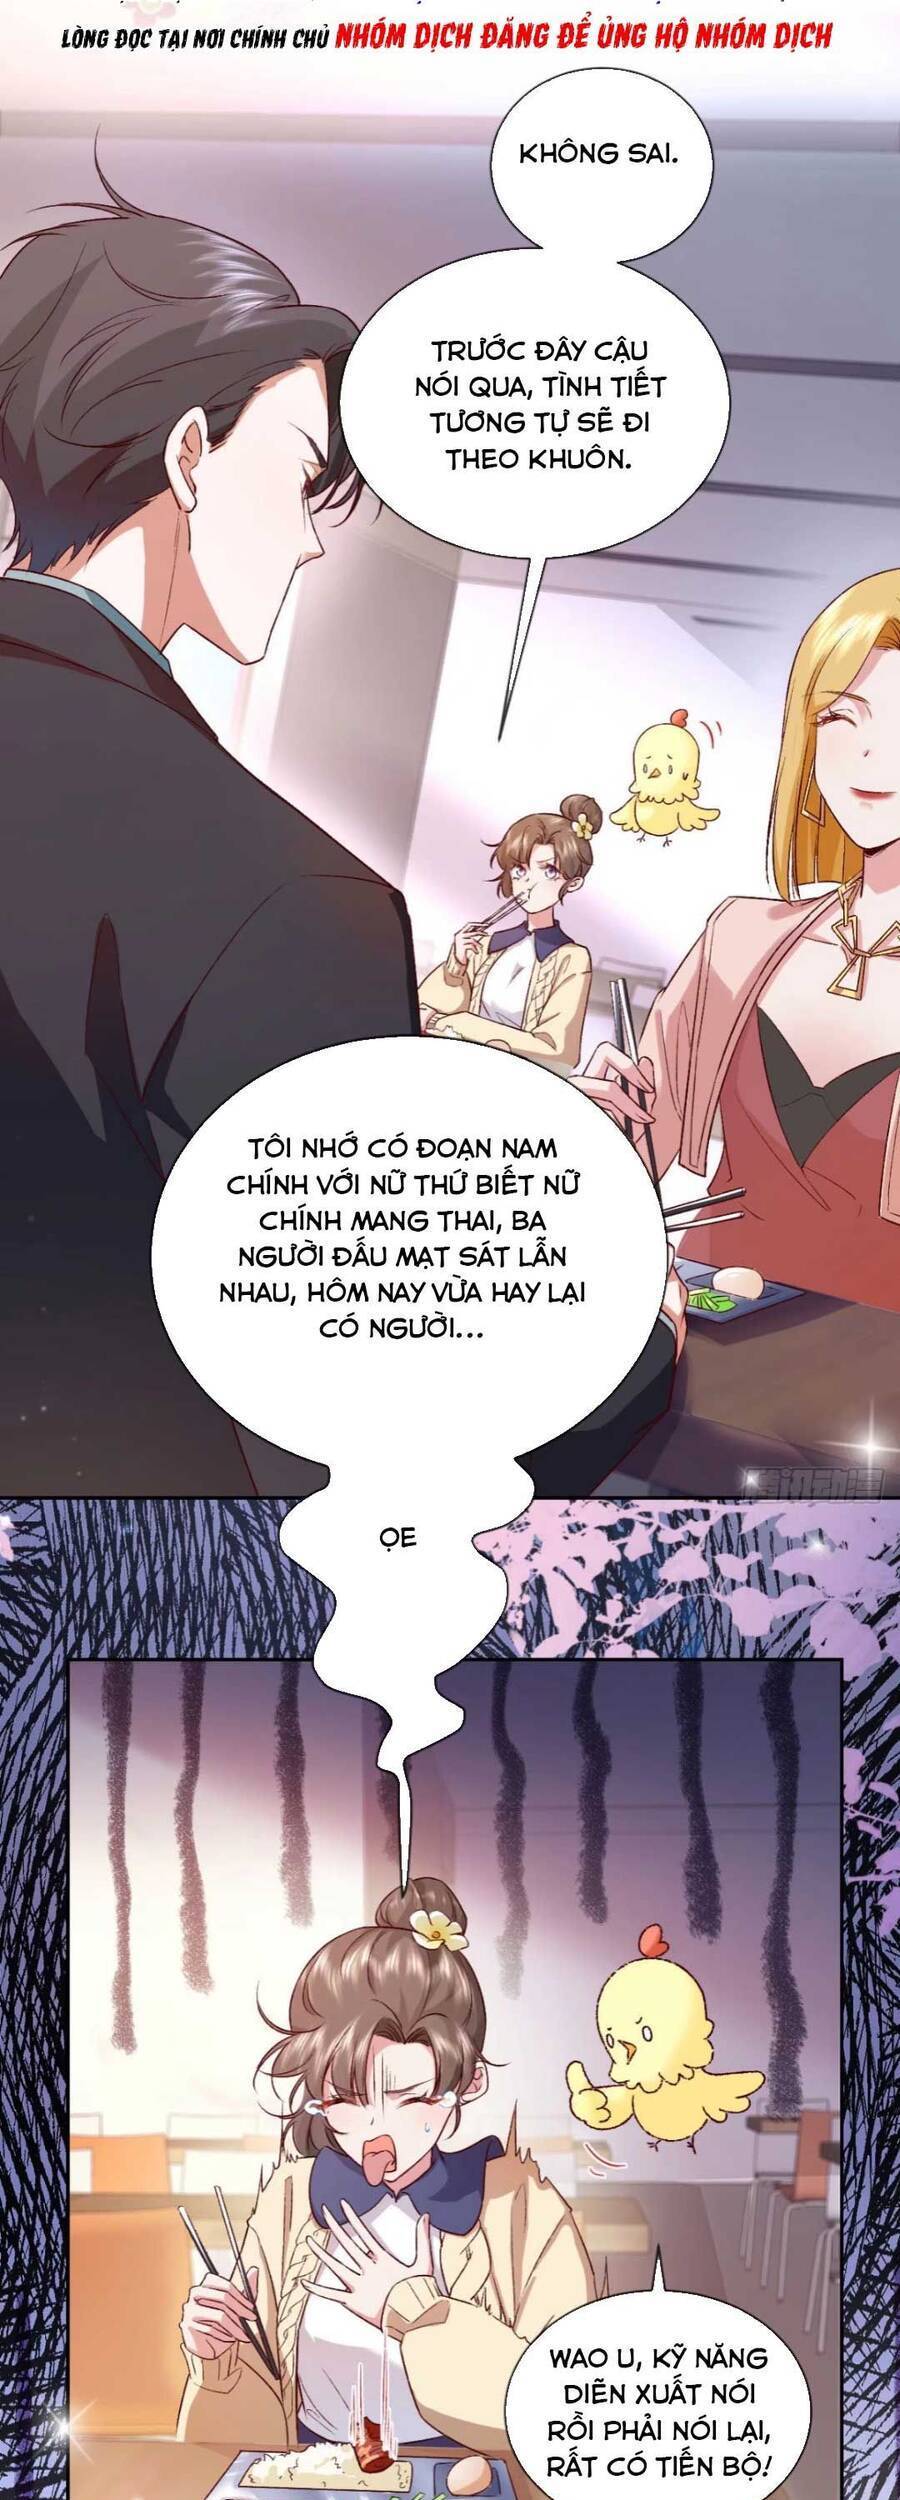 LÒNG ĐỌC TẠI NƠI CHÍNH CHỦ NHÓM DỊCH ĐĂNG ĐỂ ỦNG HỘ NHÓM DỊCH
KHÔNG SAI.
TRƯỚC ĐÂY CẬU
NÓI QUA, TÌNH TIẾT
TƯƠNG TỰ SẼ ĐI
THEO KHUÔN.
TÔI NHỚ CÓ ĐOẠN NAM
CHÍNH VỚI NỮ THỨ BIẾT NỮ
CHÍNH MANG THAI, BA
NGƯỜI ĐẤU MẠT SÁT LẪN
NHAU, HÔM NAY VỪA HAY LẠI
CÓ NGƯỜI...
ỌE
WAO U, KỸ NĂNG
DIỄN XUẤT NÓI
RỒI PHẢI NÓI LẠI,
RẤT CÓ TIẾN BỘ!